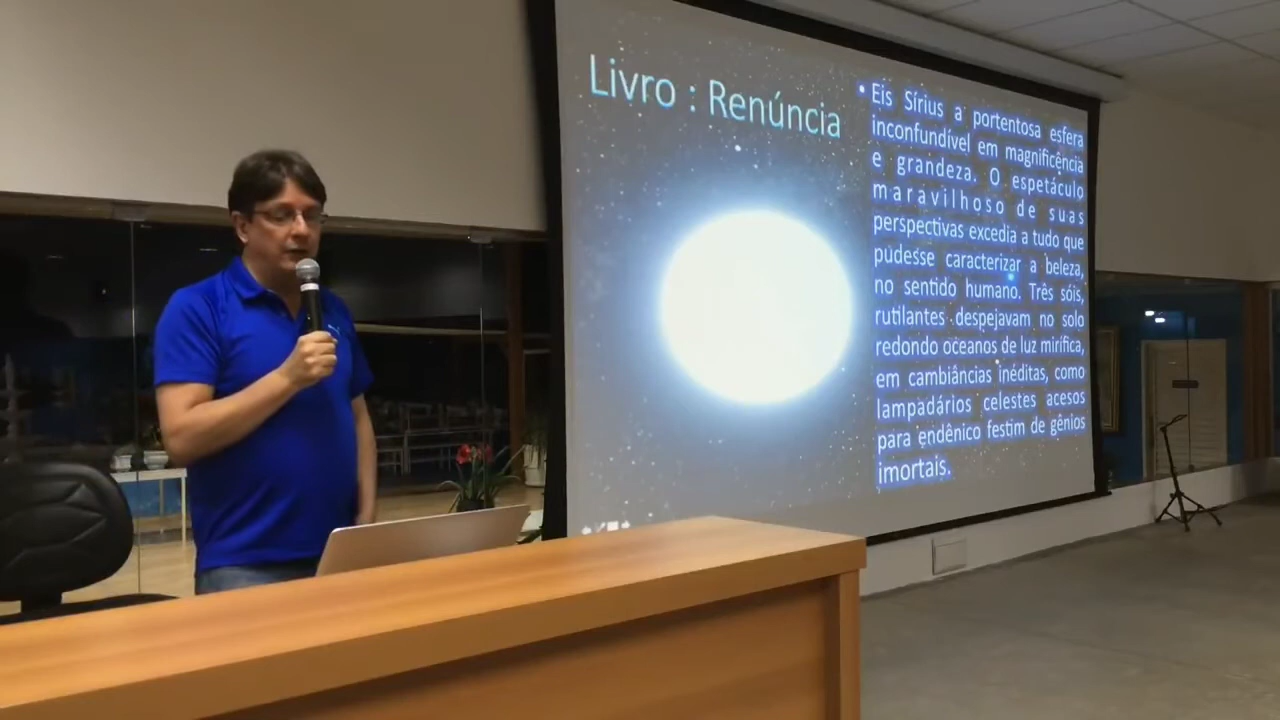 Livro : Renúncia
• Eis Sírius a portentosa esfera
inconfundível em magnificência
e grandeza. O espetáculo
maravilhoso de suas
perspectivas excedia a tudo que
pudesse caracterizar a beleza,
no sentido humano. Três sóis,
rutilantes despejavam no solo
redondo oceanos de luz mirífica,
em cambiâncias inéditas, como
lampadários celestes acesos
para endênico festim de gênios
imortais.